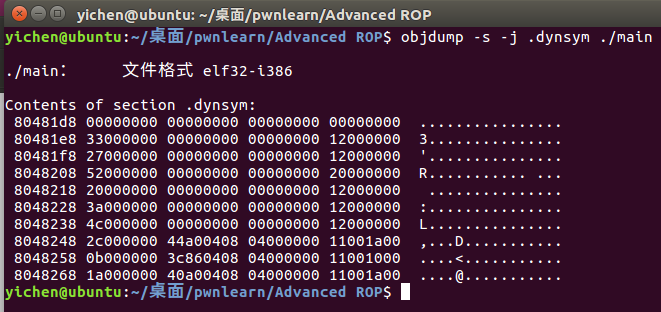 yichen@ubuntu: ~/桌面/pwnlearn/Advanced ROP
yichen@ubuntu:~/桌面/pwnlearn/Advanced ROP$ objdump -s -j .dynsym ./main
./main：     文件格式 elf32-i386
Contents of section .dynsym:
 80481d8 00000000 00000000 00000000 00000000  ................
 80481e8 33000000 00000000 00000000 12000000  3...............
 80481f8 27000000 00000000 00000000 12000000  '...............
 8048208 52000000 00000000 00000000 20000000  R........... ...
 8048218 20000000 00000000 00000000 12000000   ...............
 8048228 3a000000 00000000 00000000 12000000  :...............
 8048238 4c000000 00000000 00000000 12000000  L...............
 8048248 2c000000 44a00408 04000000 11001a00  ,...D...........
 8048258 0b000000 3c860408 04000000 11001000  ....<...........
 8048268 1a000000 40a00408 04000000 11001a00  ....@...........
yichen@ubuntu:~/桌面/pwnlearn/Advanced ROP$